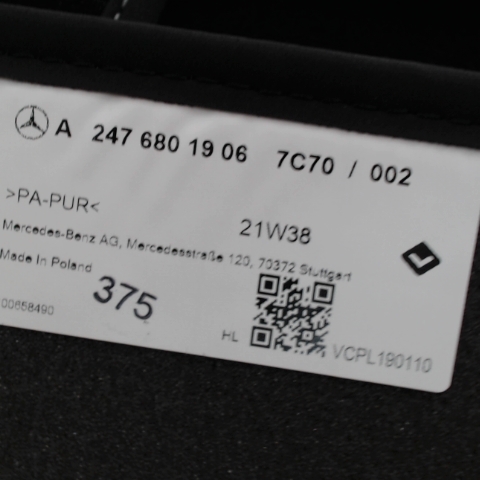 A 247 680 19 06 7C70 / 002
>PA-PUR<
21W38
Mercedes-Benz AG, Mercedesstraße 120, 70372 Stuttgart
Made In Poland
375
00658490
HL
VCPL190110